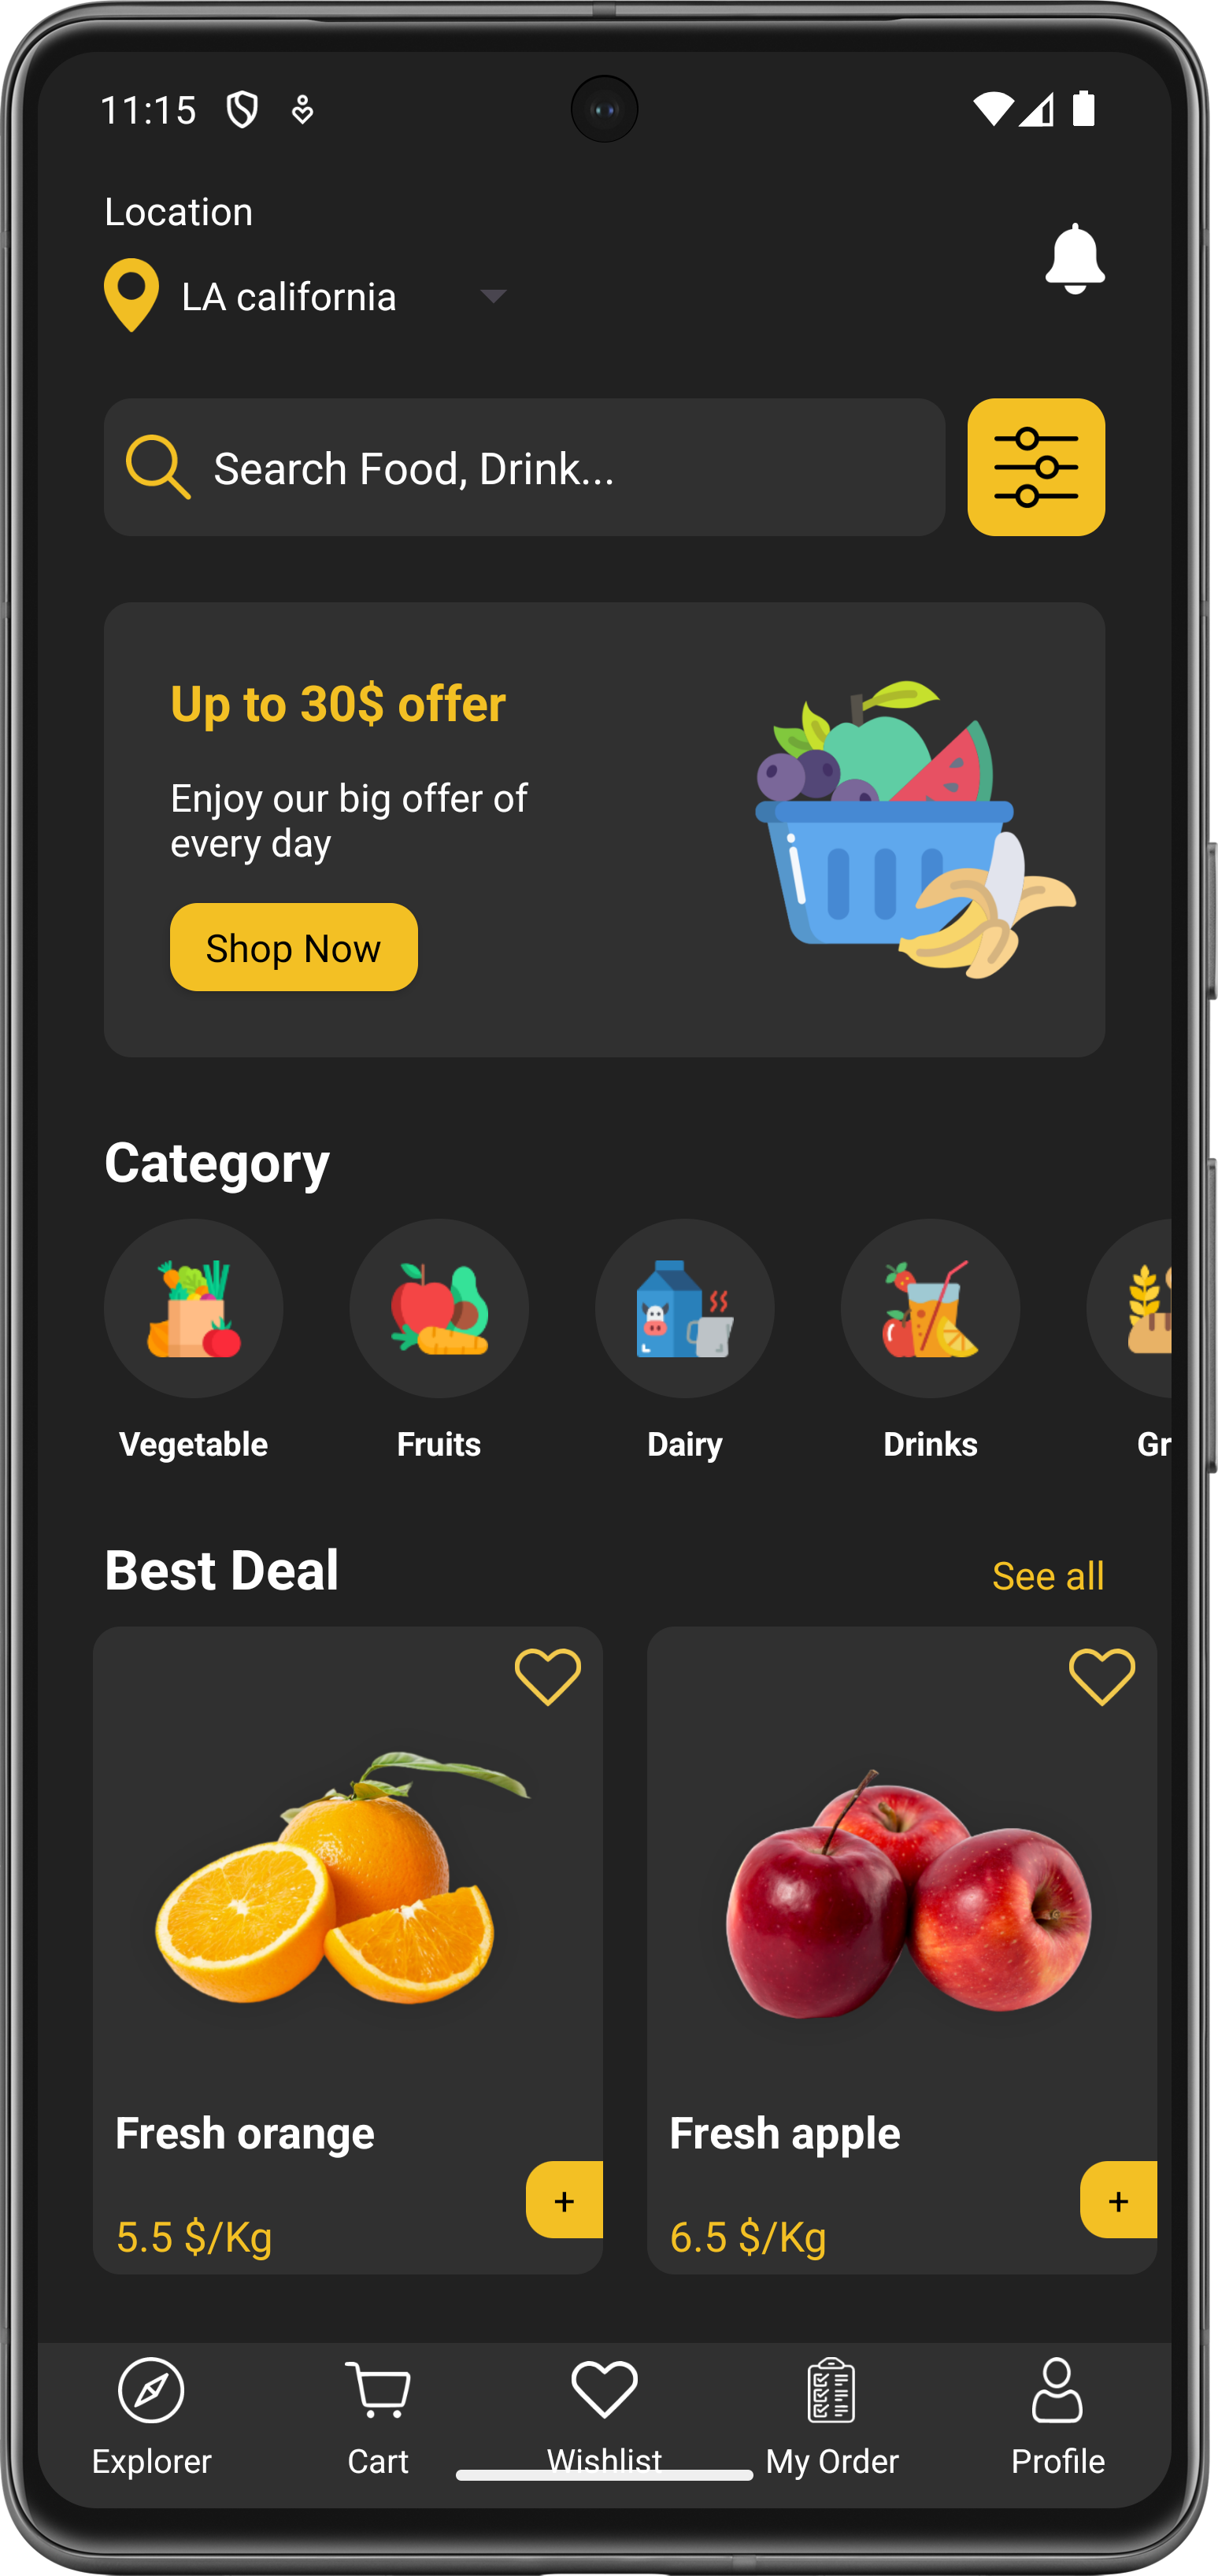 11:15
Location
LA california
Search Food, Drink...
Up to 30$ offer
Enjoy our big offer of
every day
Shop Now
Category
Vegetable
Fruits
Dairy
Drinks
Gr
Best Deal
See all
Fresh orange
5.5 $/Kg
+
Fresh apple
6.5 $/Kg
+
Explorer
Cart
Wishlist
My Order
Profile